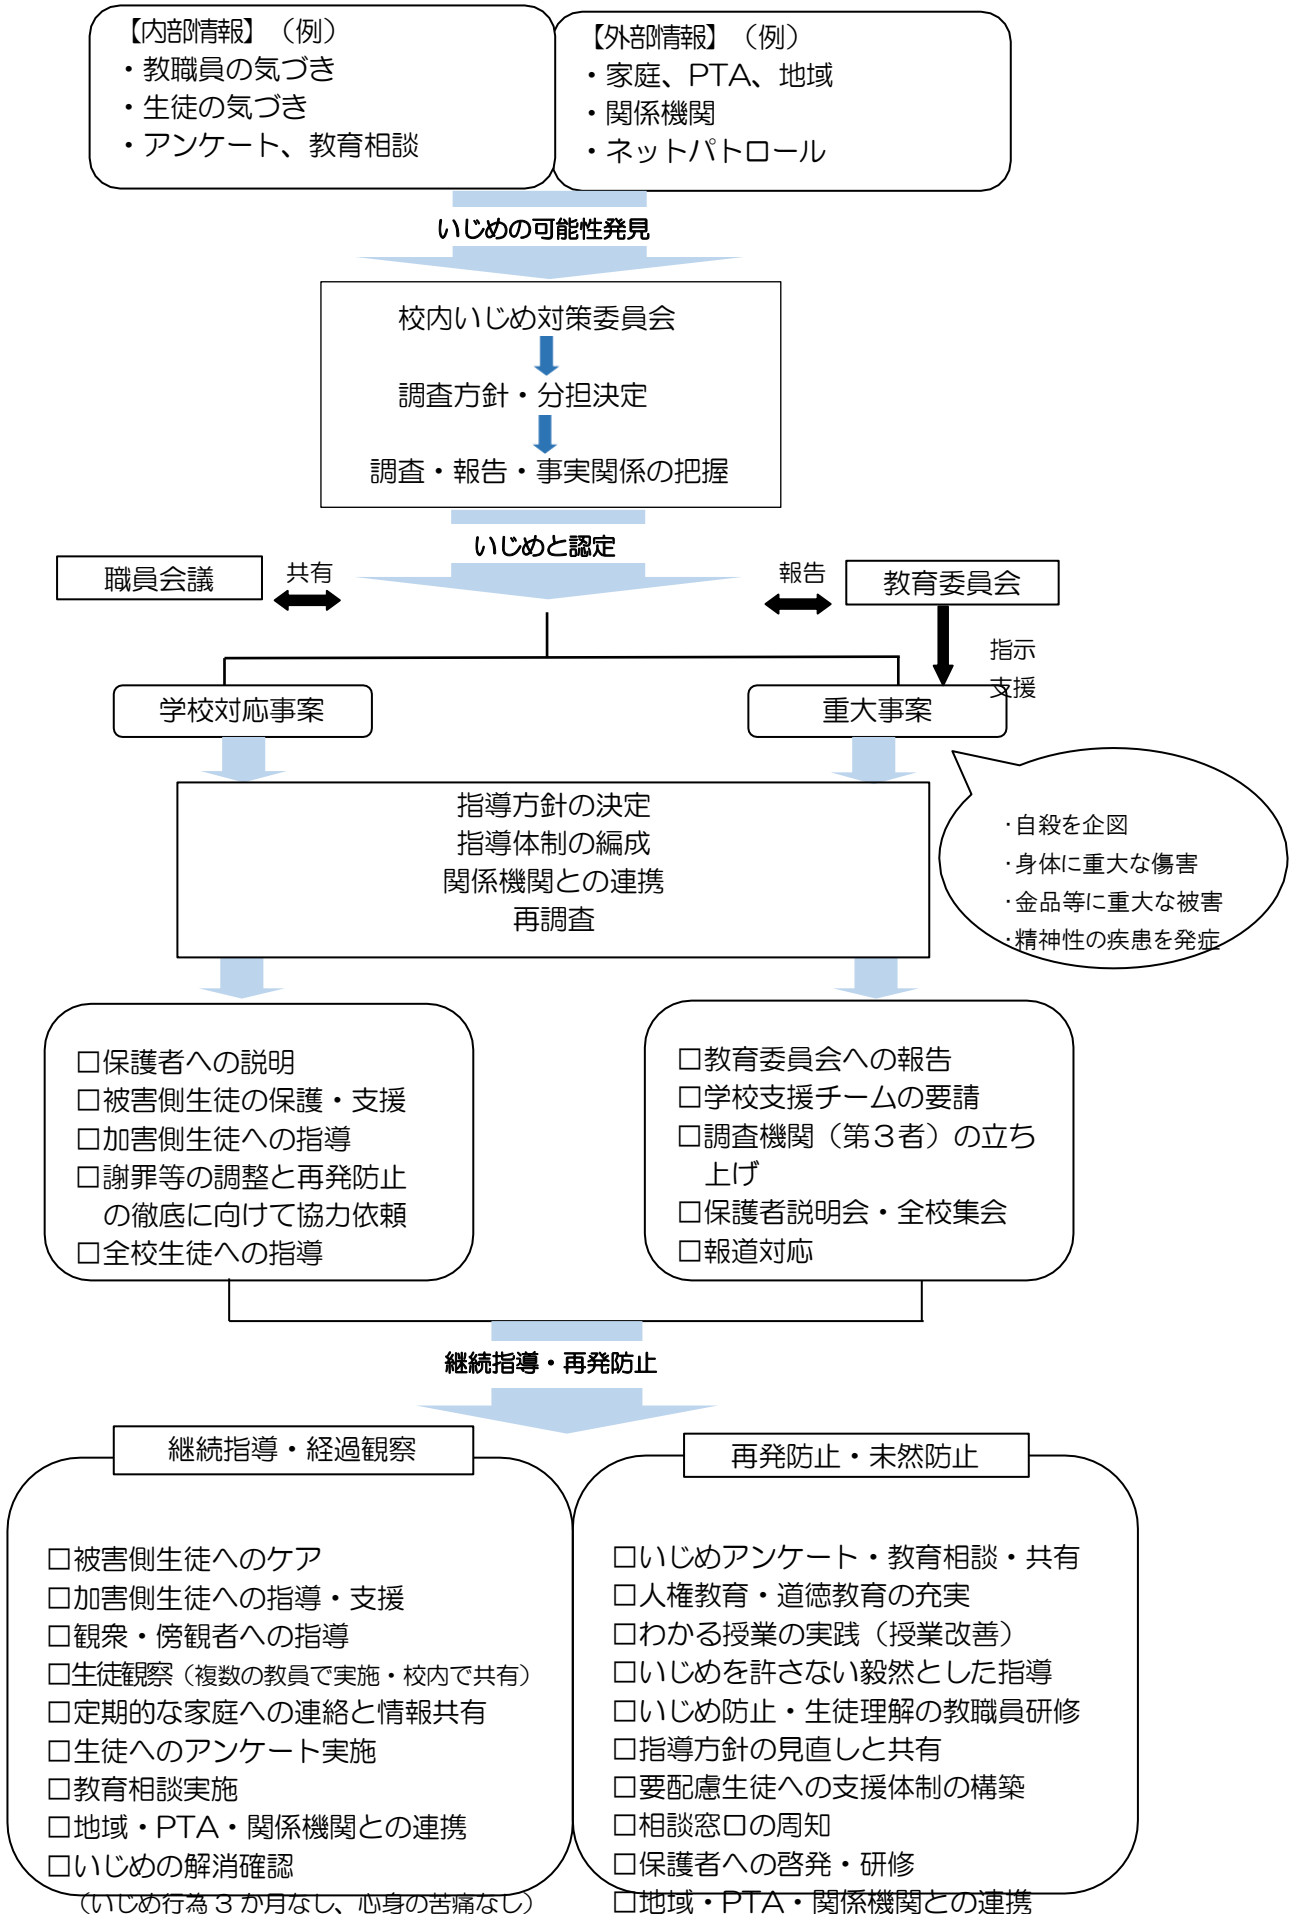 【内部情報】（例）
・教職員の気づき
・生徒の気づき
・アンケート、教育相談
【外部情報】（例）
・家庭、PTA、地域
・関係機関
・ネットパトロール
いじめの可能性発見
校内いじめ対策委員会
調査方針・分担決定
調査・報告・事実関係の把握
いじめと認定
職員会議
共有
報告
教育委員会
指示
支援
学校対応事案
重大事案
指導方針の決定
指導体制の編成
関係機関との連携
再調査
・自殺を企図
・身体に重大な傷害
・金品等に重大な被害
・精神性の疾患を発症
□保護者への説明
□被害側生徒の保護・支援
□加害側生徒への指導
□謝罪等の調整と再発防止
の徹底に向けて協力依頼
□全校生徒への指導
□教育委員会への報告
□学校支援チームの要請
□調査機関（第３者）の立ち
上げ
□保護者説明会・全校集会
□報道対応
継続指導・再発防止
継続指導・経過観察
□被害側生徒へのケア
□加害側生徒への指導・支援
□観衆・傍観者への指導
□生徒観察（複数の教員で実施・校内で共有）
□定期的な家庭への連絡と情報共有
□生徒へのアンケート実施
□教育相談実施
□地域・PTA・関係機関との連携
□いじめの解消確認
（いじめ行為３か月なし、心身の苦痛なし）
再発防止・未然防止
□いじめアンケート・教育相談・共有
□人権教育・道徳教育の充実
□わかる授業の実践（授業改善）
□いじめを許さない毅然とした指導
□いじめ防止・生徒理解の教職員研修
□指導方針の見直しと共有
□要配慮生徒への支援体制の構築
□相談窓口の周知
□保護者への啓発・研修
□地域・PTA・関係機関との連携